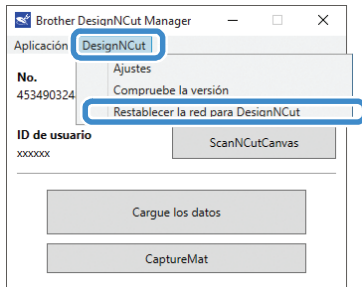 Brother DesignNCut Manager
Aplicación DesignNCut
Ajustes
No.
Compruebe la versión
453490324
Restablecer la red para DesignNCut
ID de usuario
ScanNCutCanvas
xxxxxx
Cargue los datos
CaptureMat